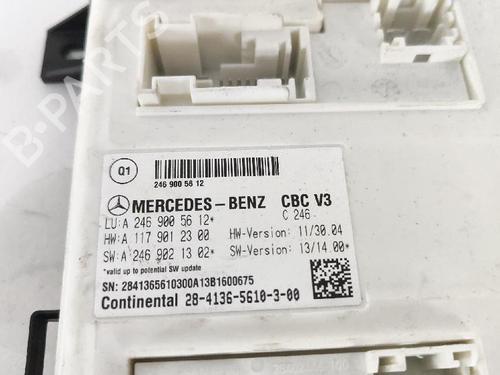 B-PARTS
Q1
246 900 56 12
MERCEDES-BENZ CBC V3
C 246
LU: A 246 900 56 12*
HW: A 117 901 23 00 HW-Version: 11/30.04
SW: A 246 902 13 02* SW-Version: 13/14.00*
*valid up to potential SW update
SN: 2841365610300A13B1600675
Continental 28-4136-5610-3-00